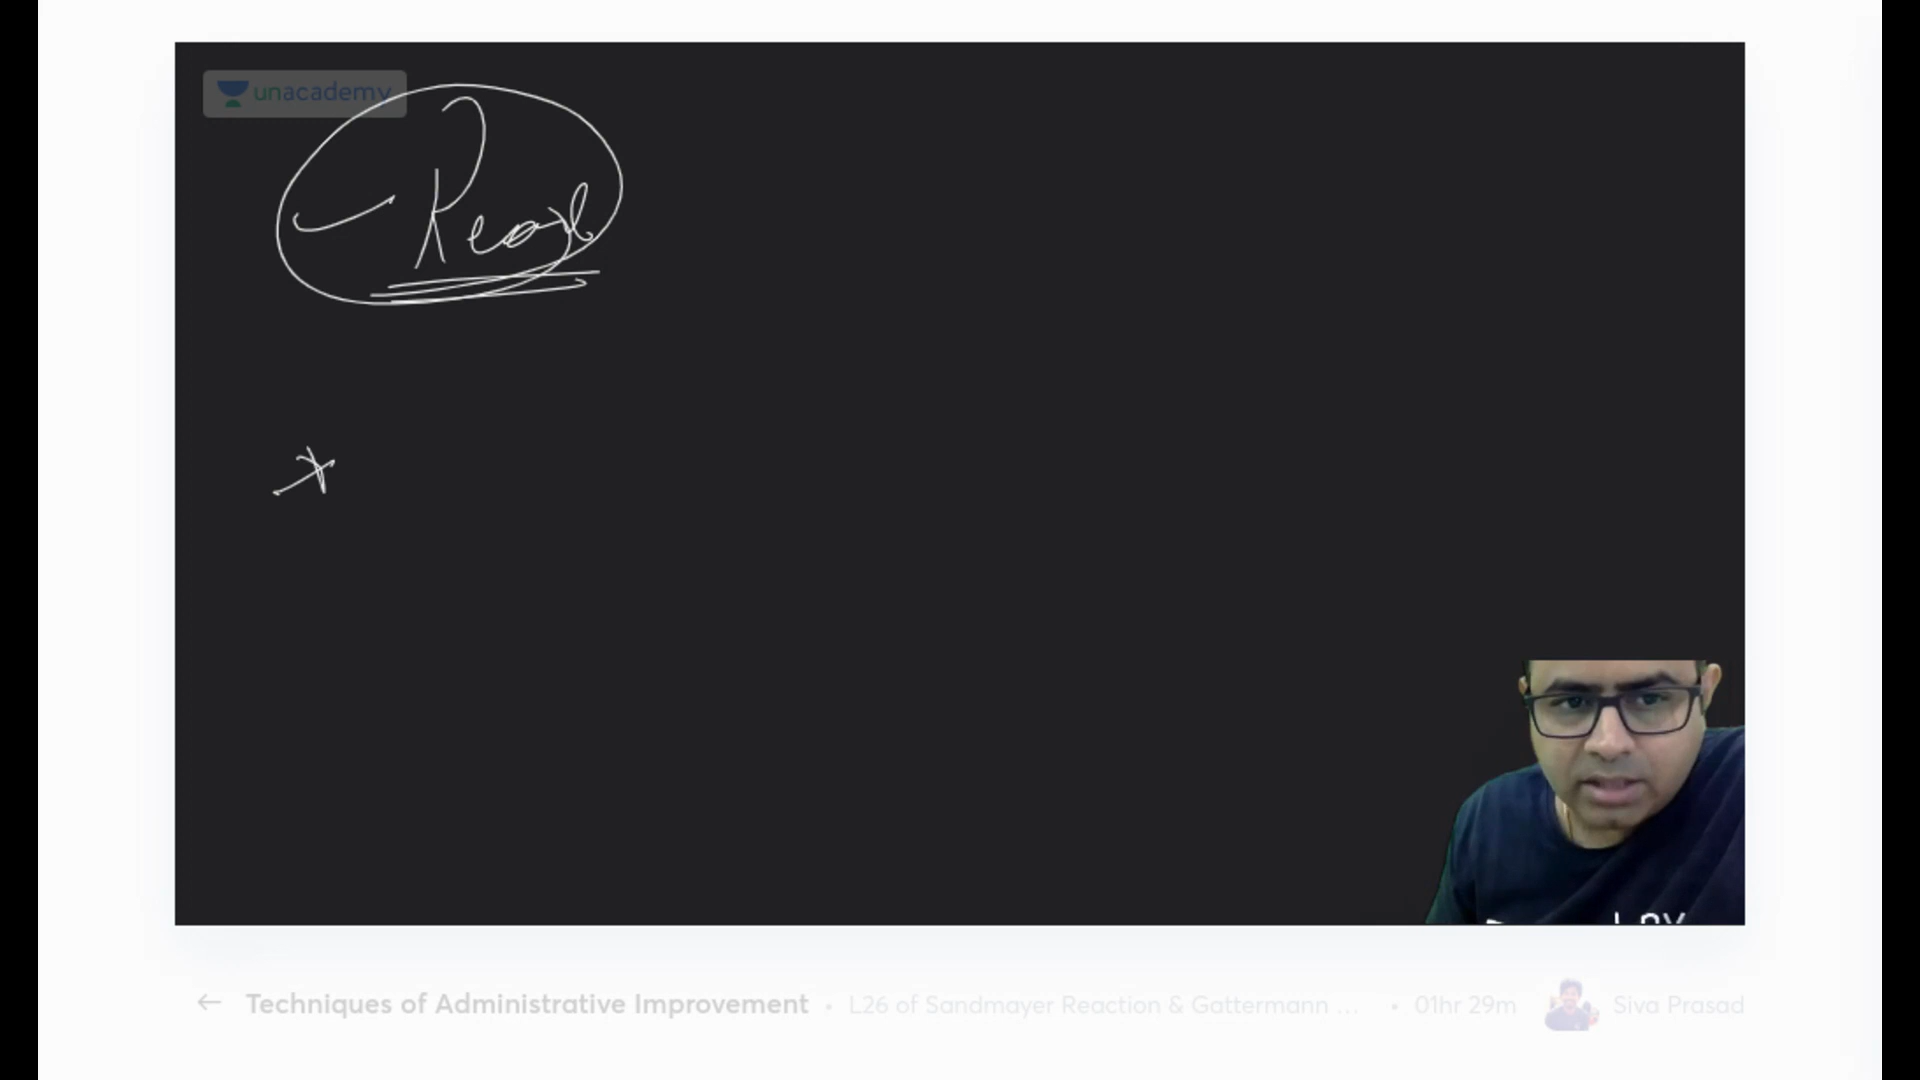 unacademy
Read
*
← Techniques of Administrative Improvement • L26 of Sandmayer Reaction & Gattermann ... • 01hr 29m Siva Prasad